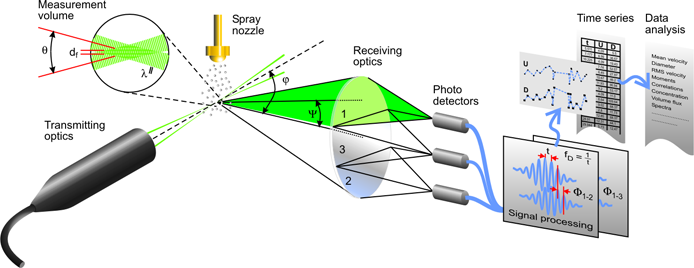 Measurement
volume
θ
d_f
λ
Spray
nozzle
φ
Ψ
Receiving
optics
1
3
2
Photo
detectors
Transmitting
optics
Time series
I U D
U
D
Data
analysis
Mean velocity
Diameter
RMS velocity
Moments
Correlations
Concentration
Volume flux
Spectra
t
f_D = 1/t
Φ1-2
Φ1-3
Signal processing